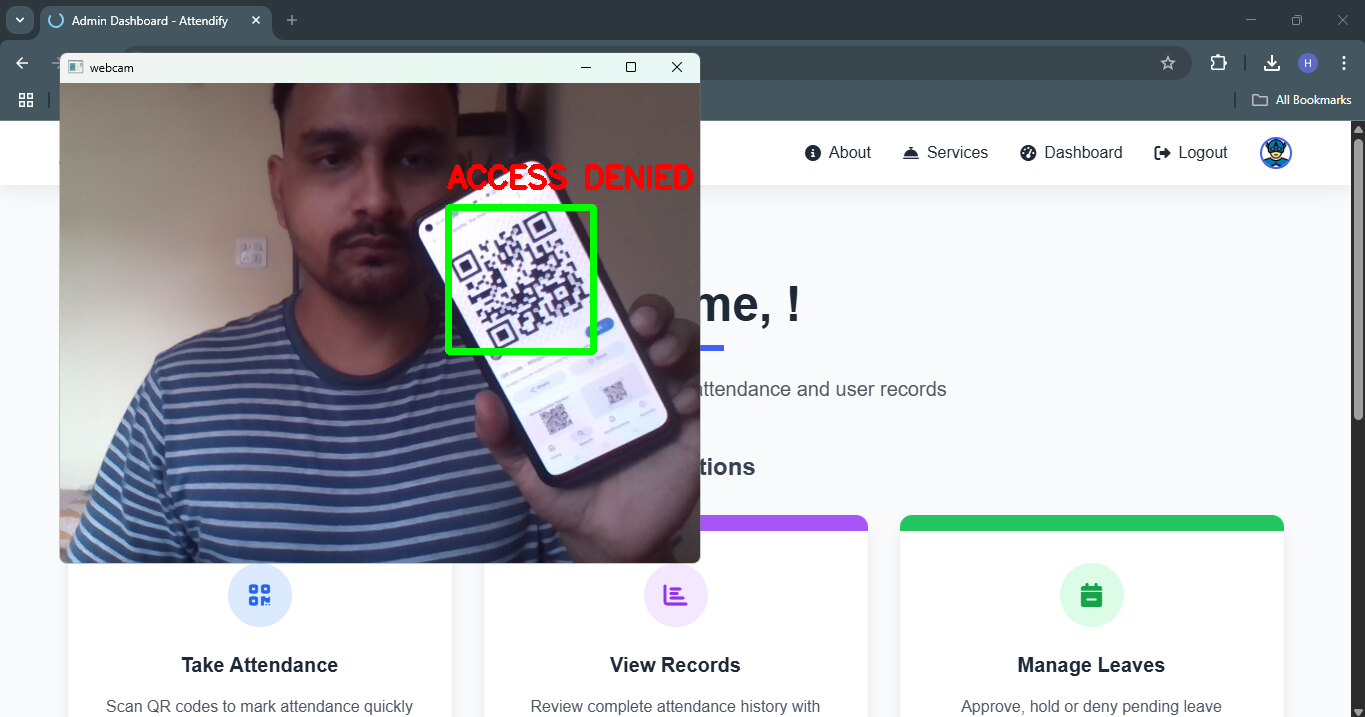 Admin Dashboard - Attendify
H
All Bookmarks
webcam
ACCESS DENIED
About
Services
Dashboard
Logout
me, !
attendance and user records
tions
Take Attendance
Scan QR codes to mark attendance quickly
View Records
Review complete attendance history with
Manage Leaves
Approve, hold or deny pending leave